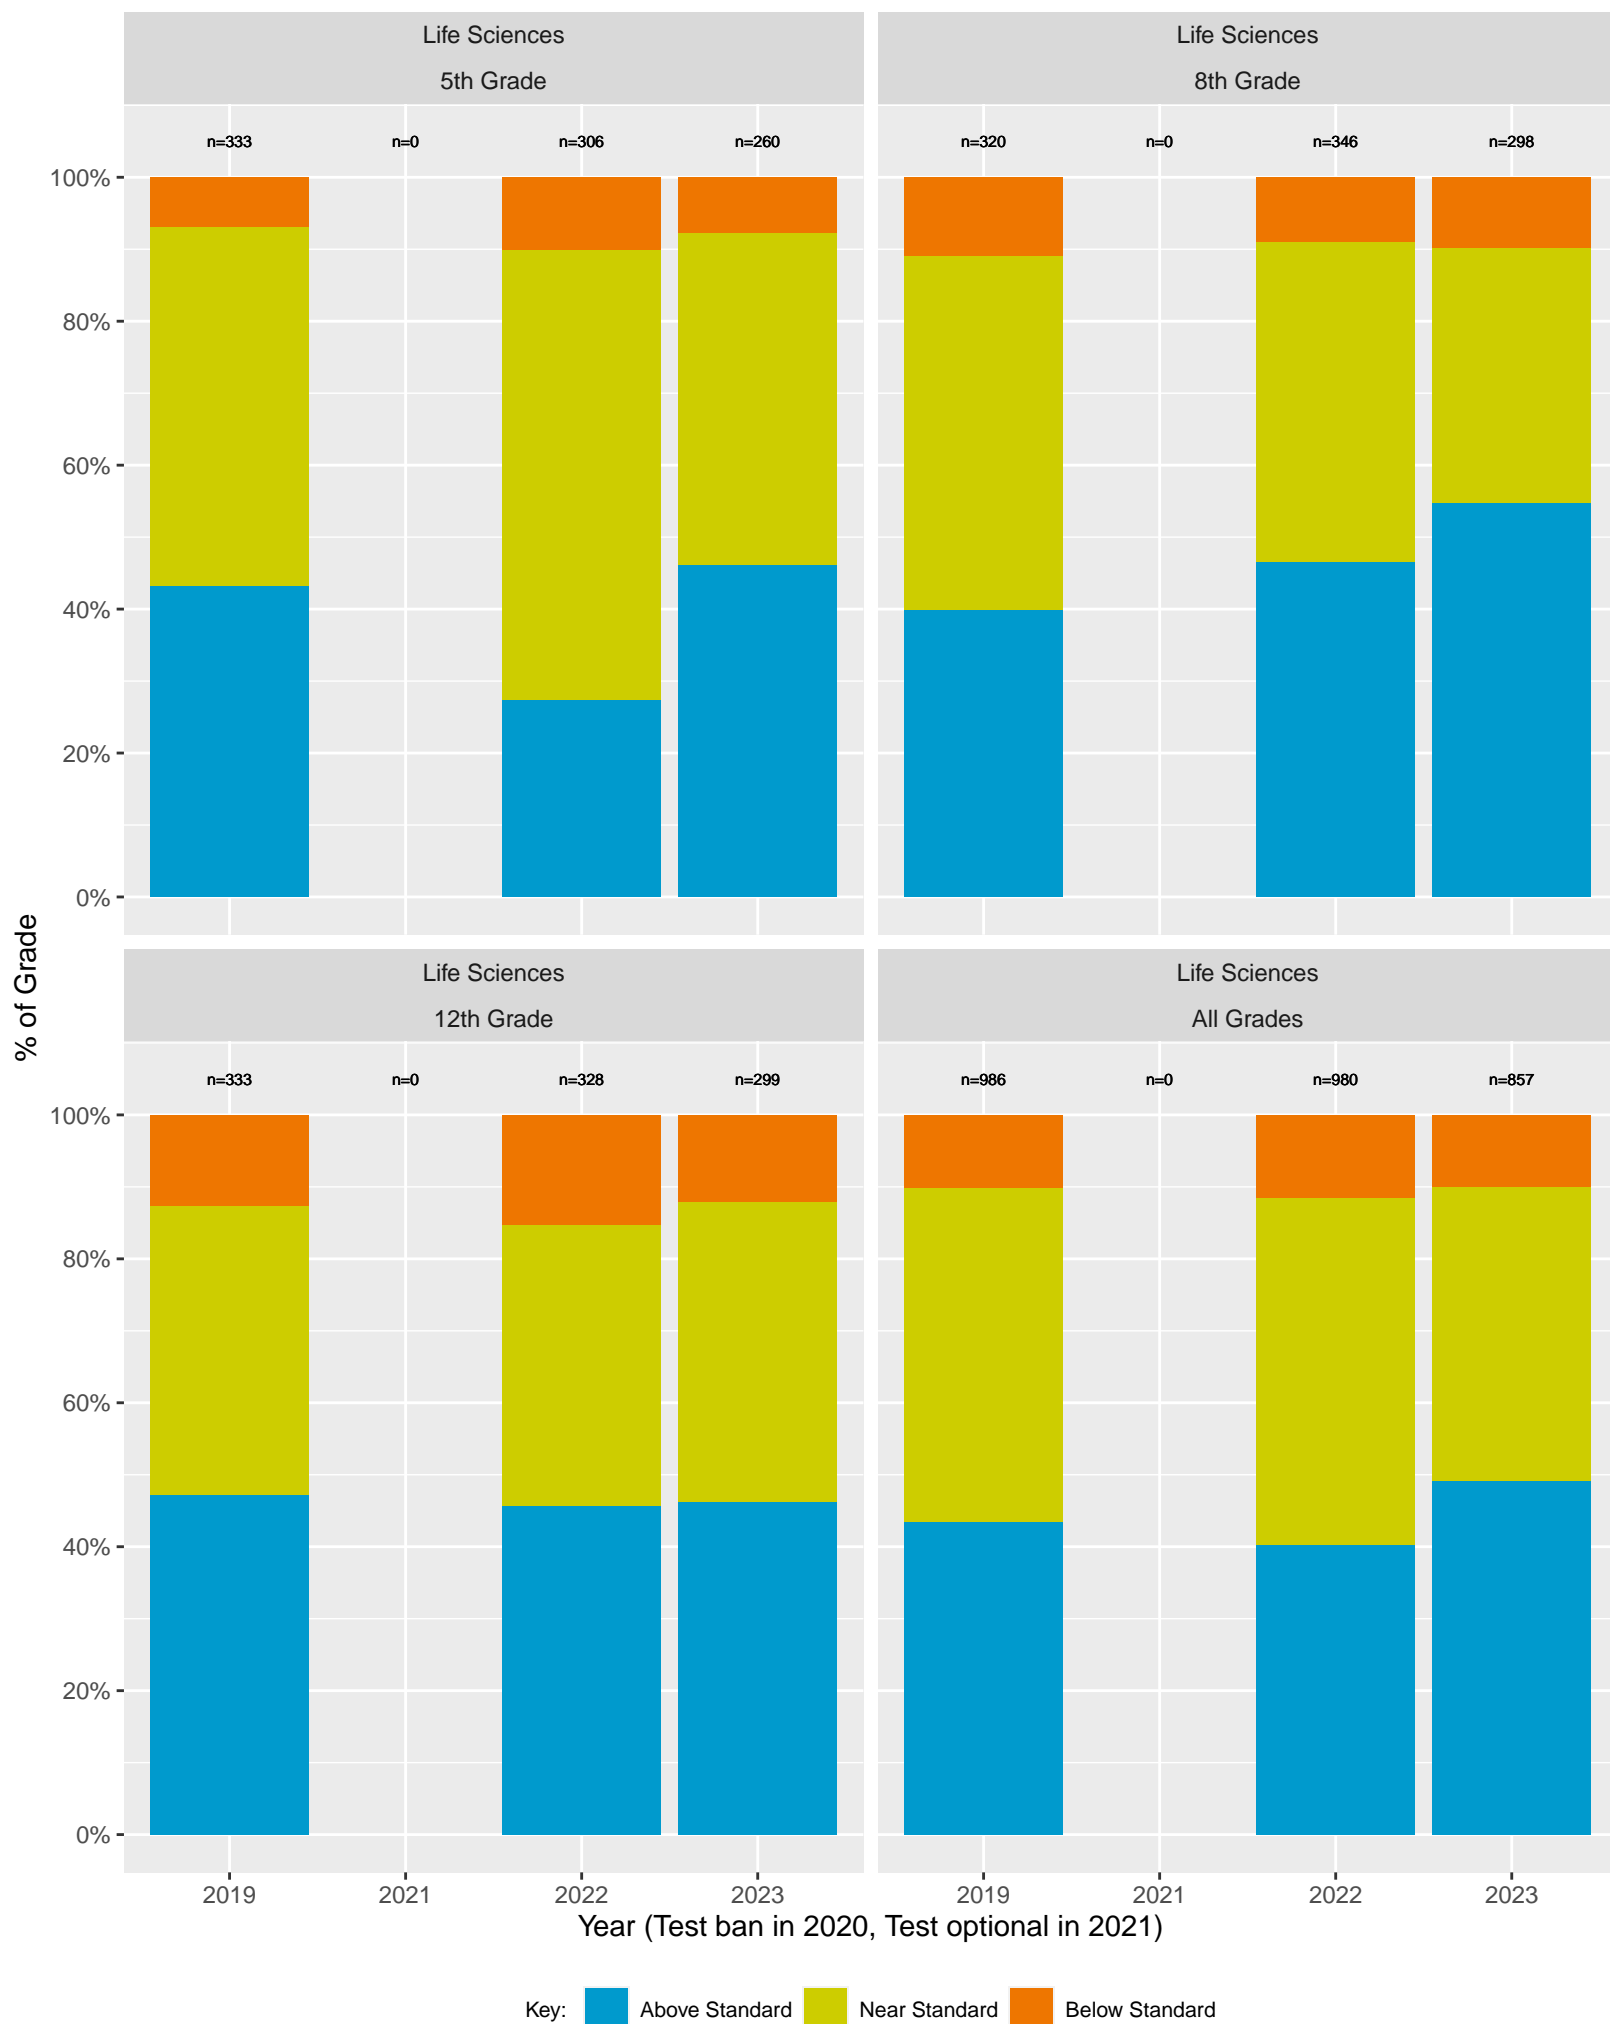 Life Sciences
5th Grade
Life Sciences
8th Grade
n=333 n=0 n=306 n=260
n=320 n=0 n=346 n=298
100%
80%
60%
40%
20%
0%
% of Grade
Life Sciences
12th Grade
Life Sciences
All Grades
n=333 n=0 n=328 n=299
n=986 n=0 n=980 n=857
100%
80%
60%
40%
20%
0%
2019 2021 2022 2023
2019 2021 2022 2023
Year (Test ban in 2020, Test optional in 2021)
Key: Above Standard Near Standard Below Standard